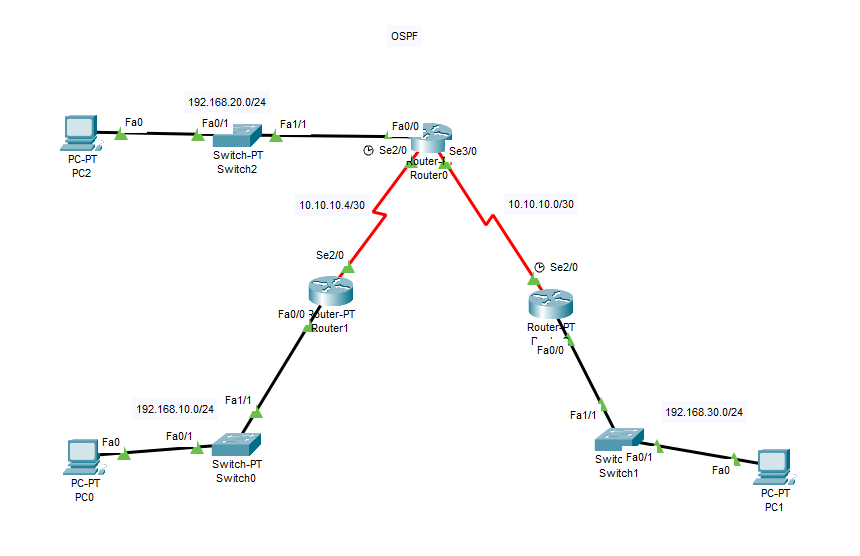 OSPF
192.168.20.0/24
Fa0
Fa0/1
Fa1/1
Fa0/0
PC-PT
PC2
Switch-PT
Switch2
Se2/0
Se3/0
Router0
10.10.10.4/30
10.10.10.0/30
Se2/0
Se2/0
Fa0/0
Router-PT
Router1
Router-PT
Fa0/0
Fa1/1
192.168.10.0/24
Fa0
Fa0/1
Switch-PT
Switch0
PC-PT
PC0
Fa1/1
192.168.30.0/24
Fa0/1
Switch1
Fa0
PC-PT
PC1